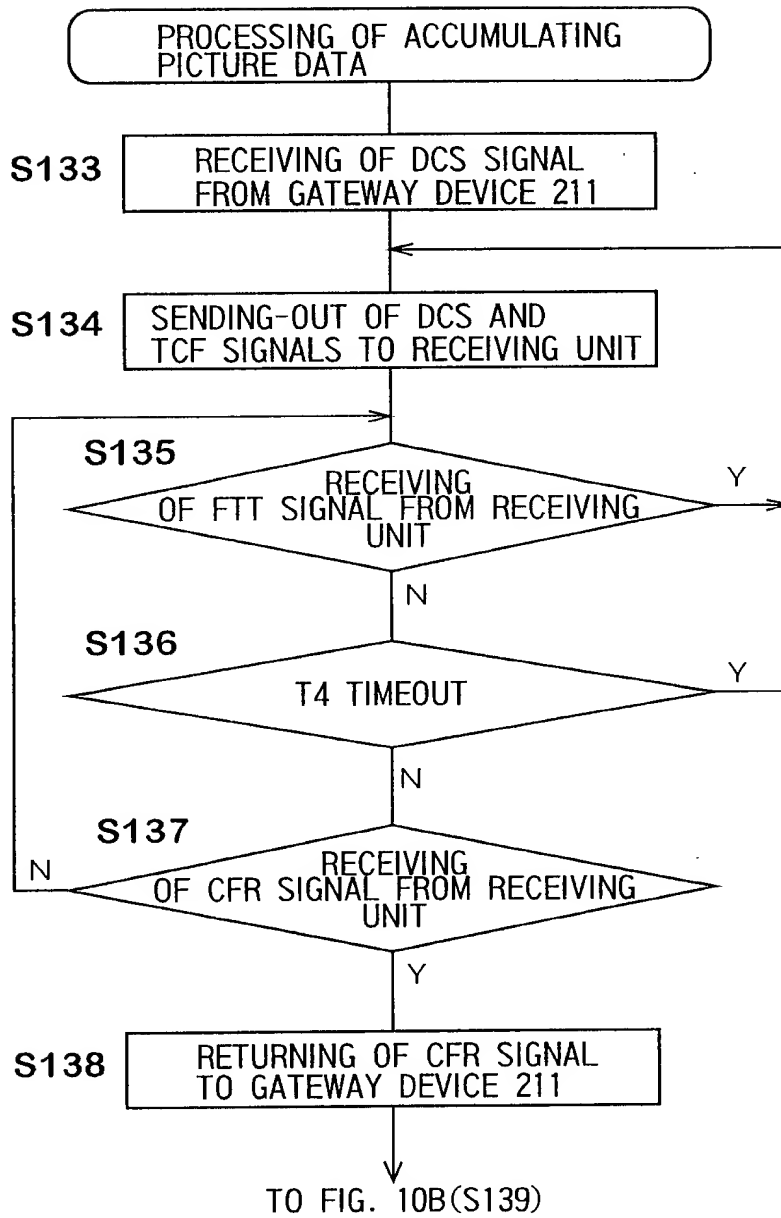 PROCESSING OF ACCUMULATING
PICTURE DATA
S133
RECEIVING OF DCS SIGNAL
FROM GATEWAY DEVICE 211
S134
SENDING-OUT OF DCS AND
TCF SIGNALS TO RECEIVING UNIT
S135
RECEIVING
OF FTT SIGNAL FROM RECEIVING
UNIT
Y
N
S136
T4 TIMEOUT
Y
N
S137
RECEIVING
OF CFR SIGNAL FROM RECEIVING
UNIT
N
Y
S138
RETURNING OF CFR SIGNAL
TO GATEWAY DEVICE 211
TO FIG. 10B(S139)